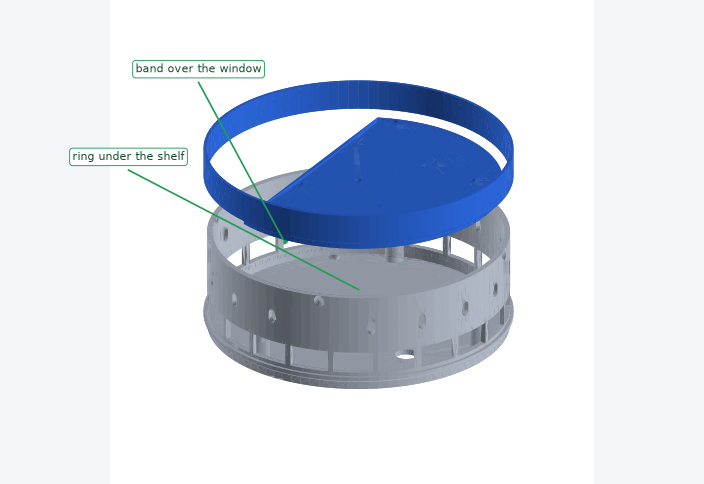 band over the window
ring under the shelf